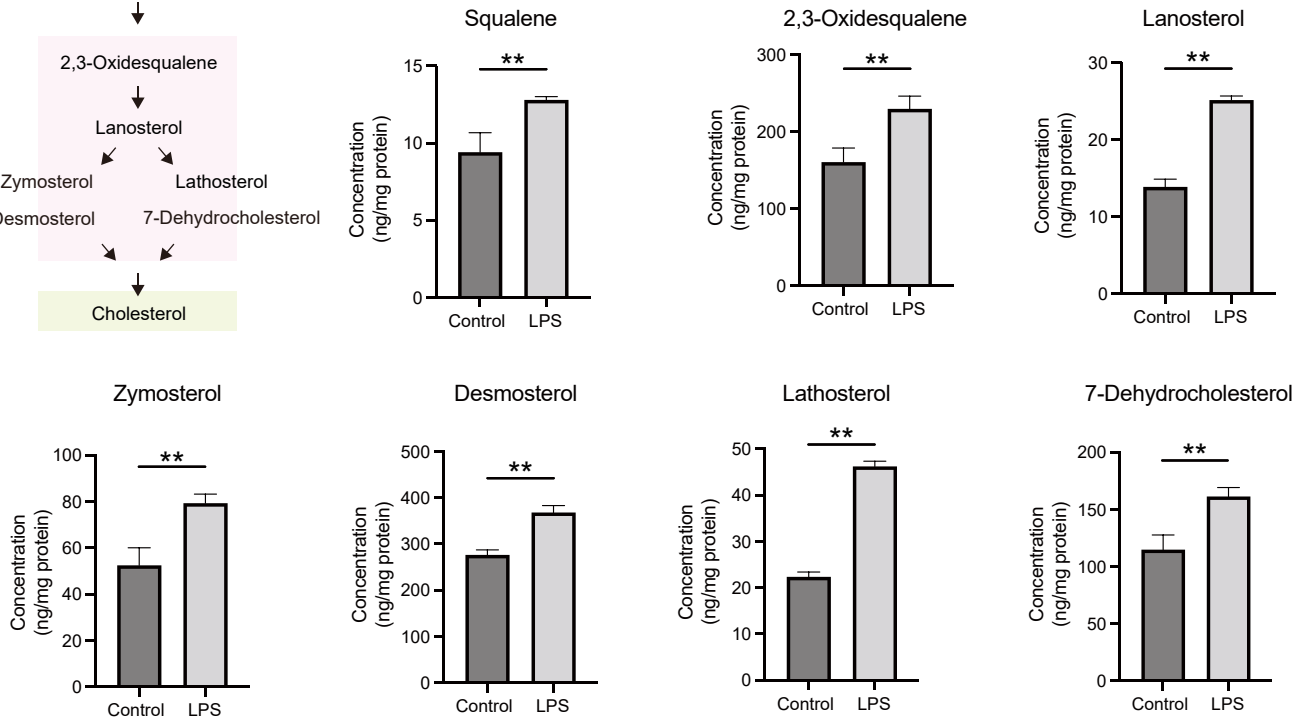 2,3-Oxidesqualene
Lanosterol
Zymosterol Lathosterol
Desmosterol 7-Dehydrocholesterol
Cholesterol
Squalene
**
15
10
5
0
Concentration
(ng/mg protein)
Control LPS
2,3-Oxidesqualene
**
300
200
100
0
Concentration
(ng/mg protein)
Control LPS
Lanosterol
**
30
20
10
0
Concentration
(ng/mg protein)
Control LPS
Zymosterol
**
100
80
60
40
20
0
Concentration
(ng/mg protein)
Control LPS
Desmosterol
**
500
400
300
200
100
0
Concentration
(ng/mg protein)
Control LPS
Lathosterol
**
50
40
30
20
10
0
Concentration
(ng/mg protein)
Control LPS
7-Dehydrocholesterol
**
200
150
100
50
0
Concentration
(ng/mg protein)
Control LPS